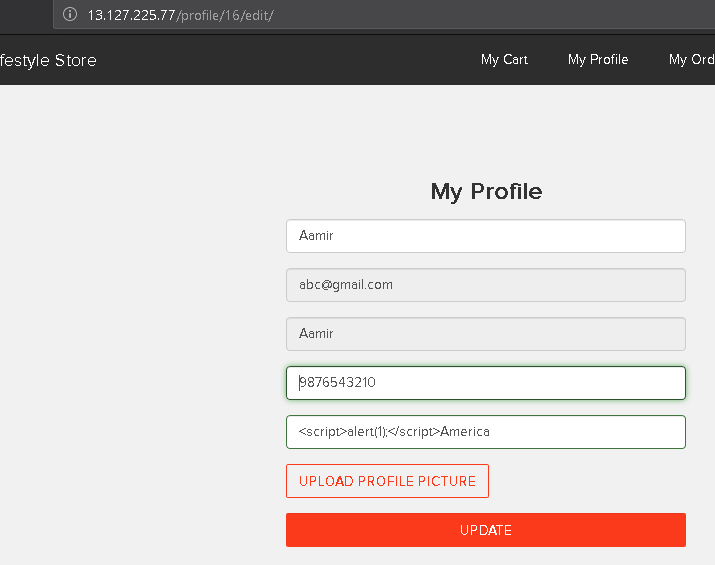 13.127.225.77/profile/16/edit/
festyle Store My Cart My Profile My Ord
My Profile
Aamir
abc@gmail.com
Aamir
9876543210
<script>alert(1);</script>America
UPLOAD PROFILE PICTURE
UPDATE